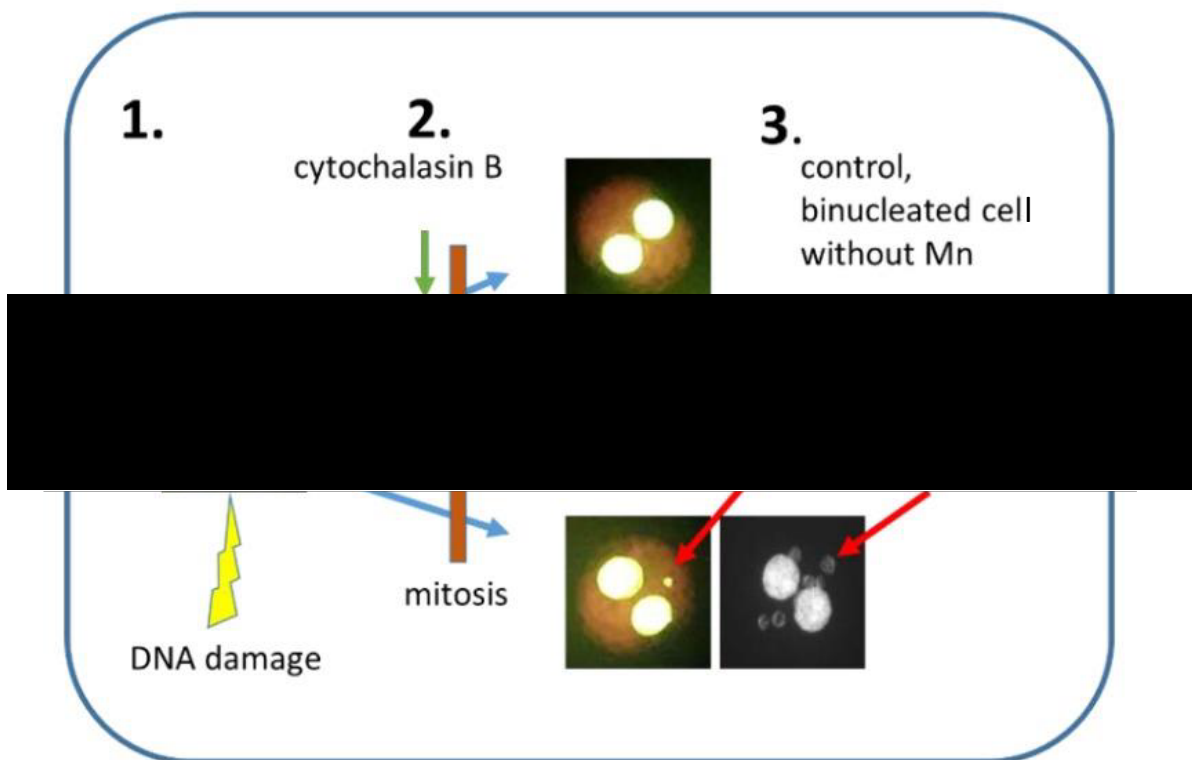 1.
2.
cytochalasin B
3.
control,
binucleated cell
without Mn
mitosis
DNA damage